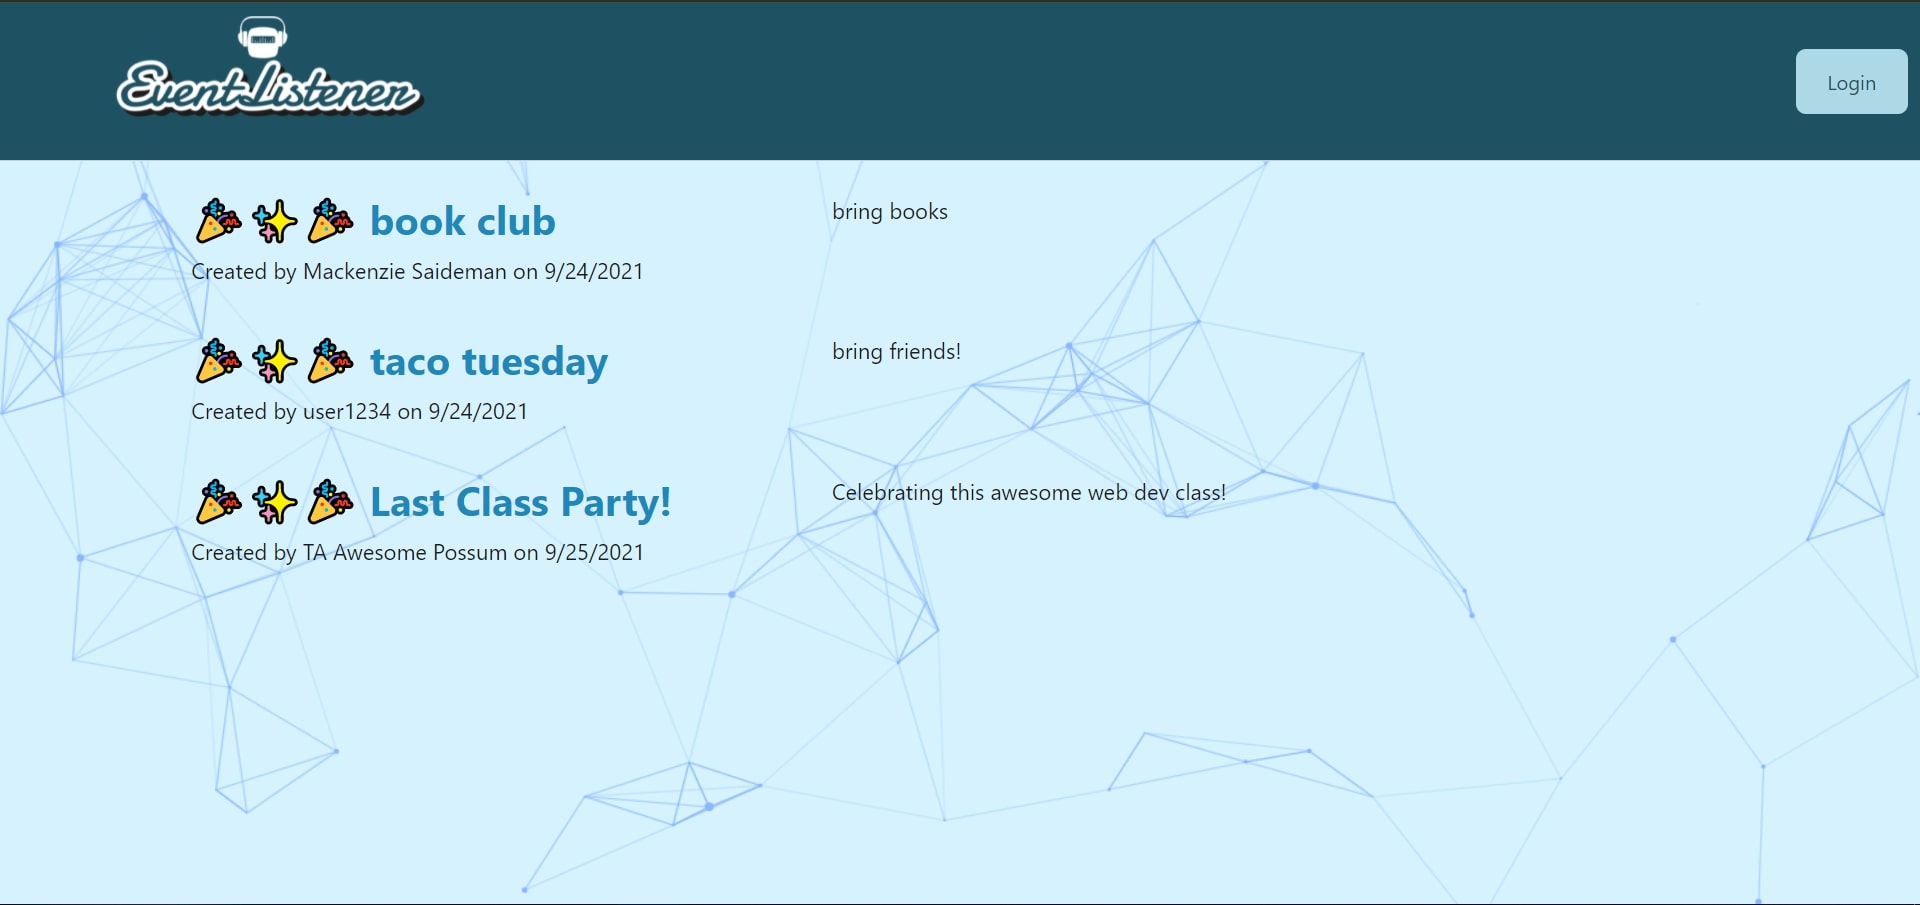 EventListener
Login
book club
bring books
Created by Mackenzie Saideman on 9/24/2021
taco tuesday
bring friends!
Created by user1234 on 9/24/2021
Last Class Party!
Celebrating this awesome web dev class!
Created by TA Awesome Possum on 9/25/2021